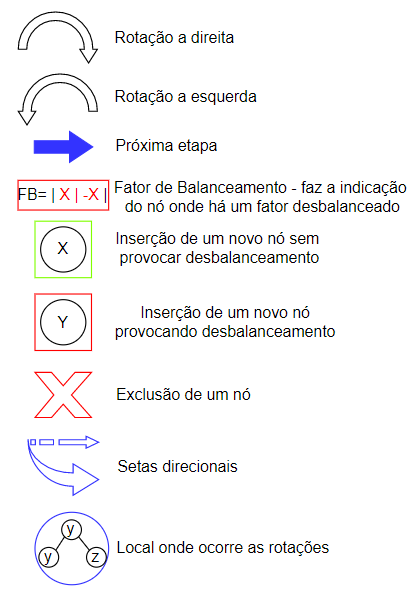 Rotação a direita
Rotação a esquerda
Próxima etapa
FB= | X | -X | Fator de Balanceamento - faz a indicação
do nó onde há um fator desbalanceado
X
Inserção de um novo nó sem
provocar desbalanceamento
Y
Inserção de um novo nó
provocando desbalanceamento
Exclusão de um nó
Setas direcionais
y
y z
Local onde ocorre as rotações